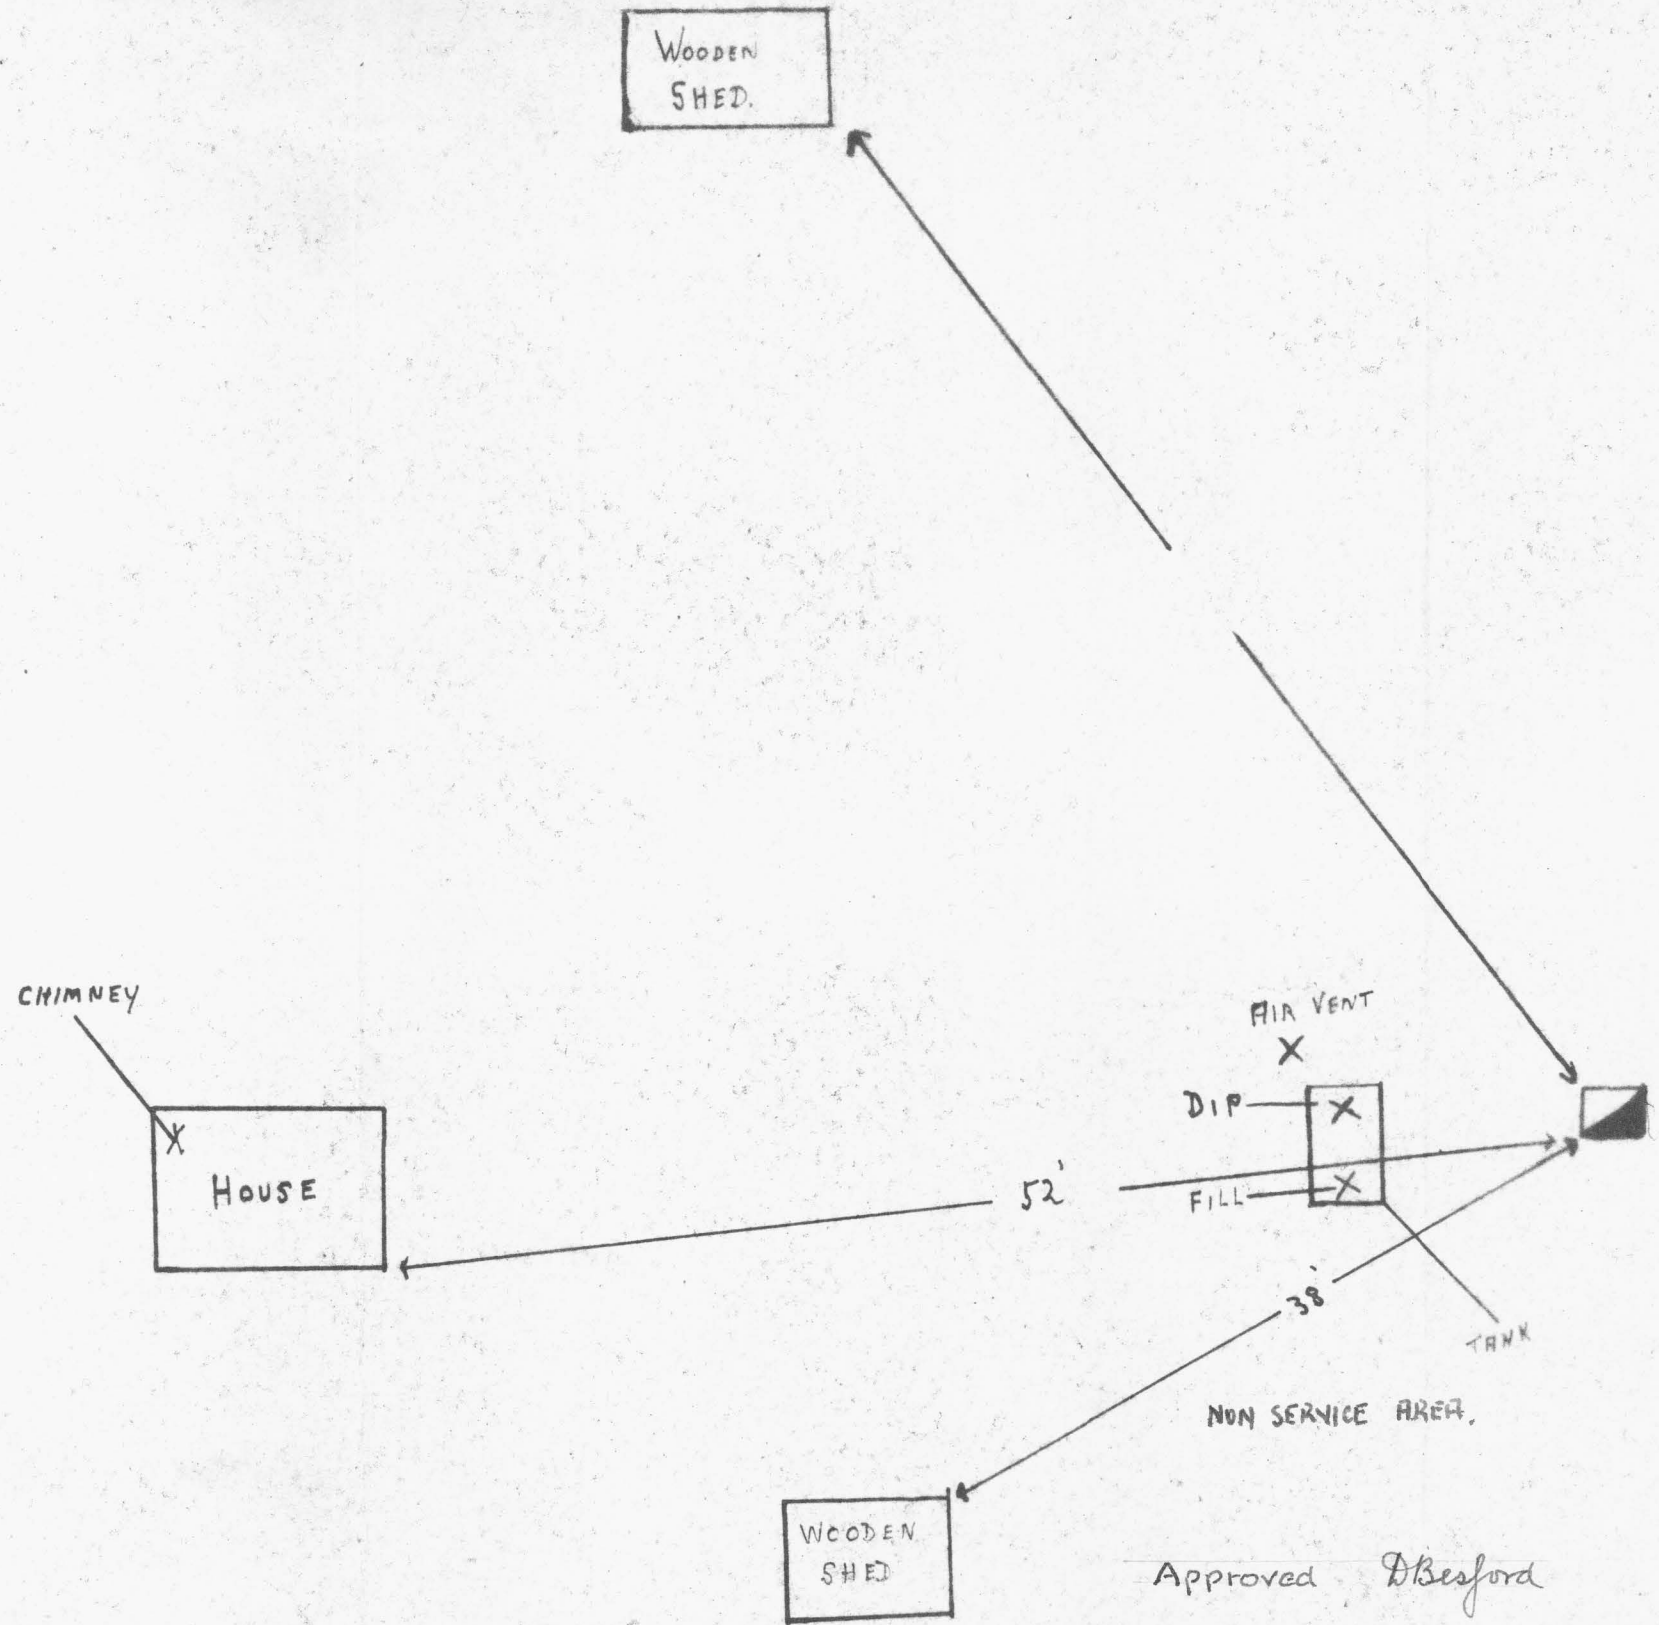 WOODEN
SHED.
CHIMNEY
AIR VENT
DIP
HOUSE
52'
FILL
38'
TANK
NON SERVICE AREA.
WOODEN
SHED
Approved DBesford